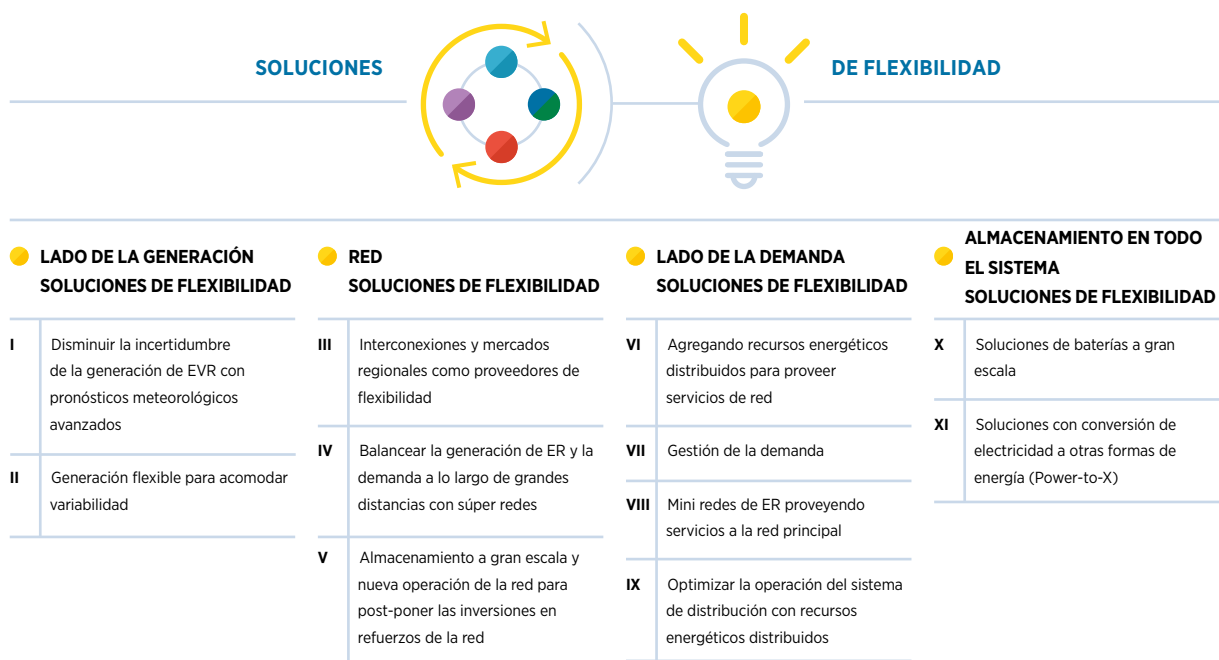 SOLUCIONES
DE FLEXIBILIDAD
LADO DE LA GENERACIÓN
SOLUCIONES DE FLEXIBILIDAD
I
Disminuir la incertidumbre
de la generación de EVR con
pronósticos meteorológicos
avanzados
II
Generación flexible para acomodar
variabilidad
RED
SOLUCIONES DE FLEXIBILIDAD
III
Interconexiones y mercados
regionales como proveedores de
flexibilidad
IV
Balancear la generación de ER y la
demanda a lo largo de grandes
distancias con súper redes
V
Almacenamiento a gran escala y
nueva operación de la red para
post-poner las inversiones en
refuerzos de la red
LADO DE LA DEMANDA
SOLUCIONES DE FLEXIBILIDAD
VI
Agregando recursos energéticos
distribuidos para proveer
servicios de red
VII
Gestión de la demanda
VIII
Mini redes de ER proveyendo
servicios a la red principal
IX
Optimizar la operación del sistema
de distribución con recursos
energéticos distribuidos
ALMACENAMIENTO EN TODO
EL SISTEMA
SOLUCIONES DE FLEXIBILIDAD
X
Soluciones de baterías a gran
escala
XI
Soluciones con conversión de
electricidad a otras formas de
energía (Power-to-X)